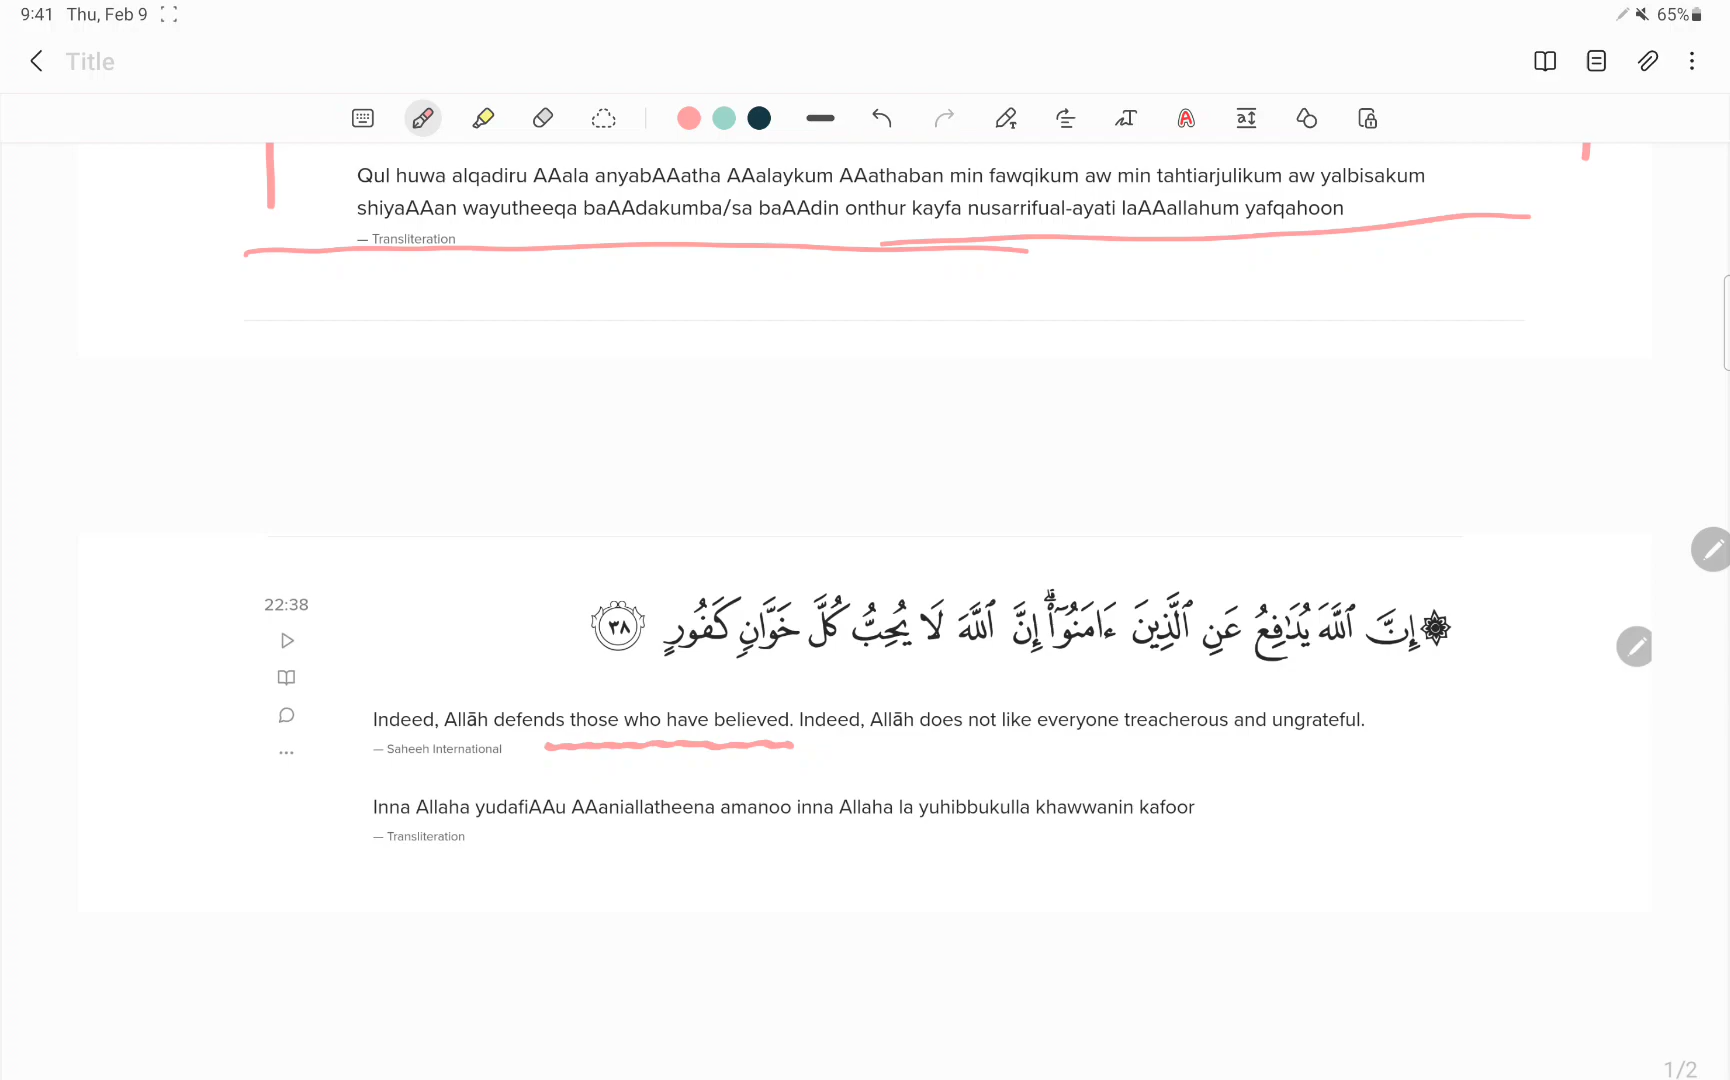 9:41 Thu, Feb 9
65%
Title
Qul huwa alqadiru AAala anyabAAatha AAalaykum AAathaban min fawqikum aw min tahtiarjulikum aw yalbisakum
shiyaAAan wayutheeqa baAAdakumba/sa baAAdin onthur kayfa nusarrifual-ayati laAAallahum yafqahoon
— Transliteration
22:38
۞ إِنَّ ٱللَّهَ يُدَٰفِعُ عَنِ ٱلَّذِينَ ءَامَنُوٓا۟ ۗ إِنَّ ٱللَّهَ لَا يُحِبُّ كُلَّ خَوَّانٍ كَفُورٍ ٣٨
Indeed, Allāh defends those who have believed. Indeed, Allāh does not like everyone treacherous and ungrateful.
— Saheeh International
Inna Allaha yudafiAAu AAaniallatheena amanoo inna Allaha la yuhibbukulla khawwanin kafoor
— Transliteration
1/2